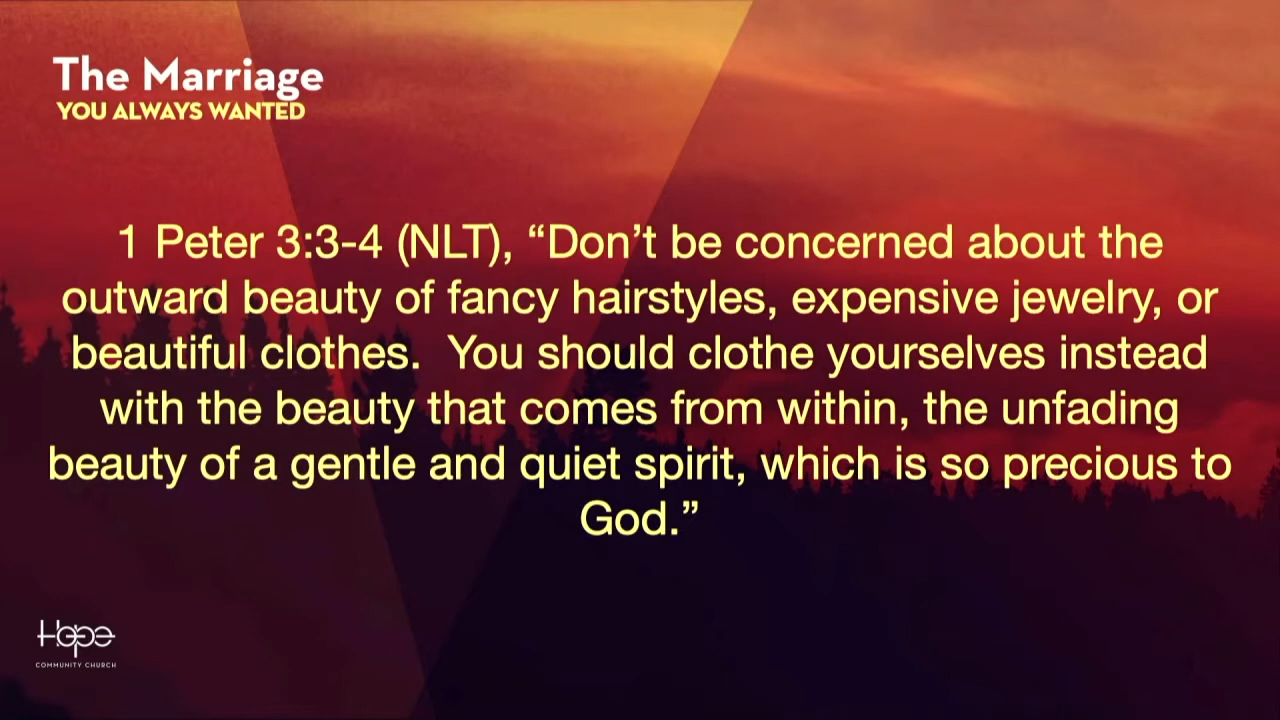 The Marriage
YOU ALWAYS WANTED
1 Peter 3:3-4 (NLT), “Don’t be concerned about the
outward beauty of fancy hairstyles, expensive jewelry, or
beautiful clothes.  You should clothe yourselves instead
with the beauty that comes from within, the unfading
beauty of a gentle and quiet spirit, which is so precious to
God.”
Hope
COMMUNITY CHURCH